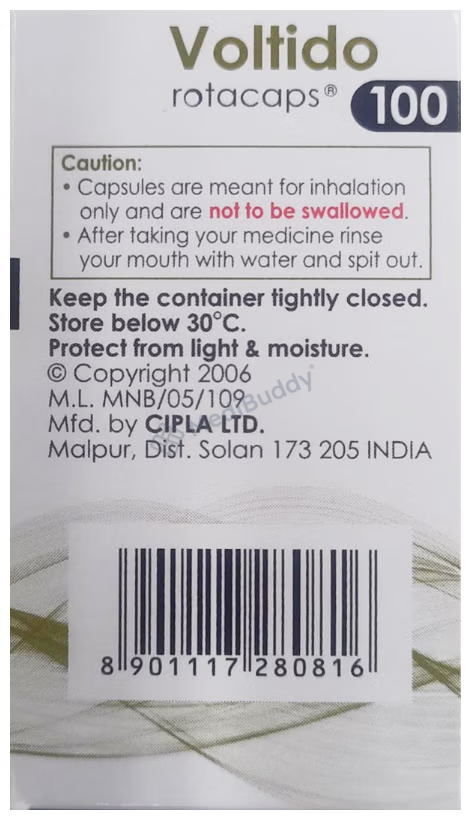 Voltido
rotacaps®
100
Caution:
• Capsules are meant for inhalation
only and are not to be swallowed.
• After taking your medicine rinse
your mouth with water and spit out.
Keep the container tightly closed.
Store below 30°C.
Protect from light & moisture.
© Copyright 2006
M.L. MNB/05/109
MediBuddy
Mfd. by CIPLA LTD.
Malpur, Dist. Solan 173 205 INDIA
8 901117 280816